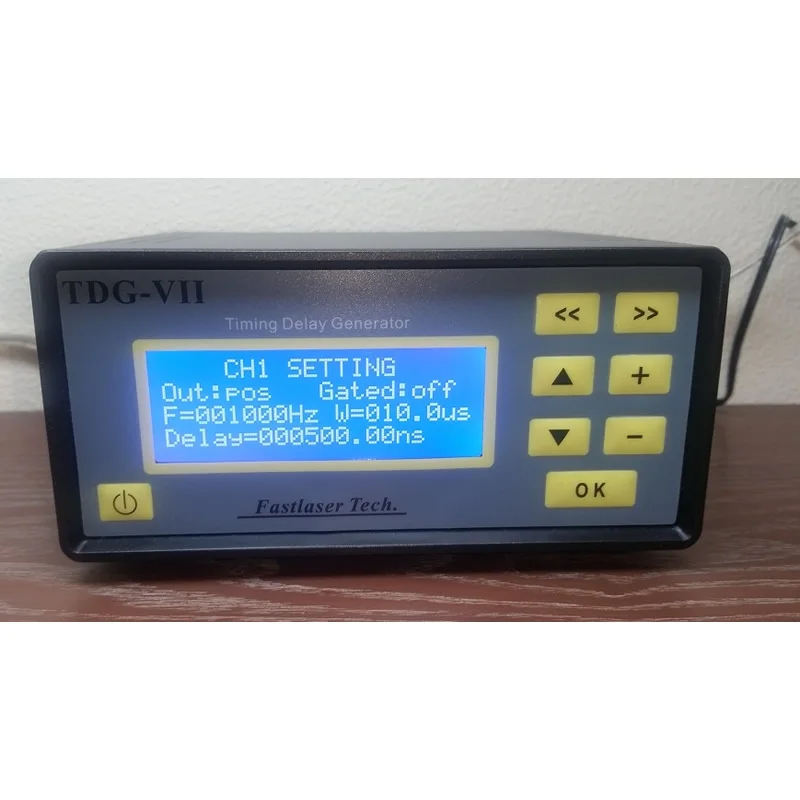 TDG-VII
Timing Delay Generator
CH1 SETTING
Out:pos Gated:off
F=001000Hz W=010.0us
Delay=000500.00ns
Fastlaser Tech.
<< >>
▲ +
▼ −
OK